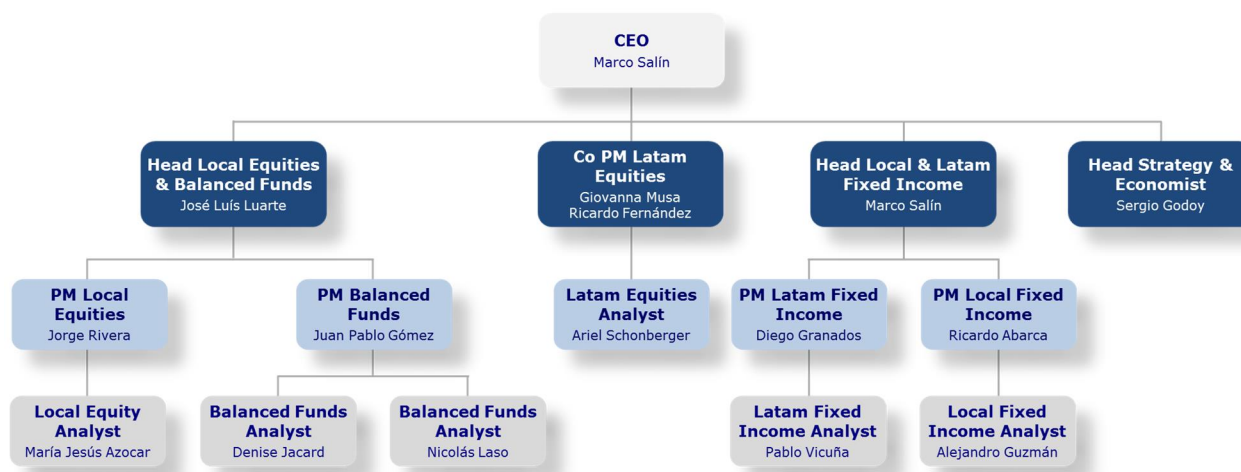 CEO
Marco Salín
Head Local Equities
& Balanced Funds
José Luís Luarte
Co PM Latam
Equities
Giovanna Musa
Ricardo Fernández
Head Local & Latam
Fixed Income
Marco Salín
Head Strategy &
Economist
Sergio Godoy
PM Local
Equities
Jorge Rivera
PM Balanced
Funds
Juan Pablo Gómez
Latam Equities
Analyst
Ariel Schonberger
PM Latam Fixed
Income
Diego Granados
PM Local Fixed
Income
Ricardo Abarca
Local Equity
Analyst
María Jesús Azocar
Balanced Funds
Analyst
Denise Jacard
Balanced Funds
Analyst
Nicolás Laso
Latam Fixed
Income Analyst
Pablo Vicuña
Local Fixed
Income Analyst
Alejandro Guzmán